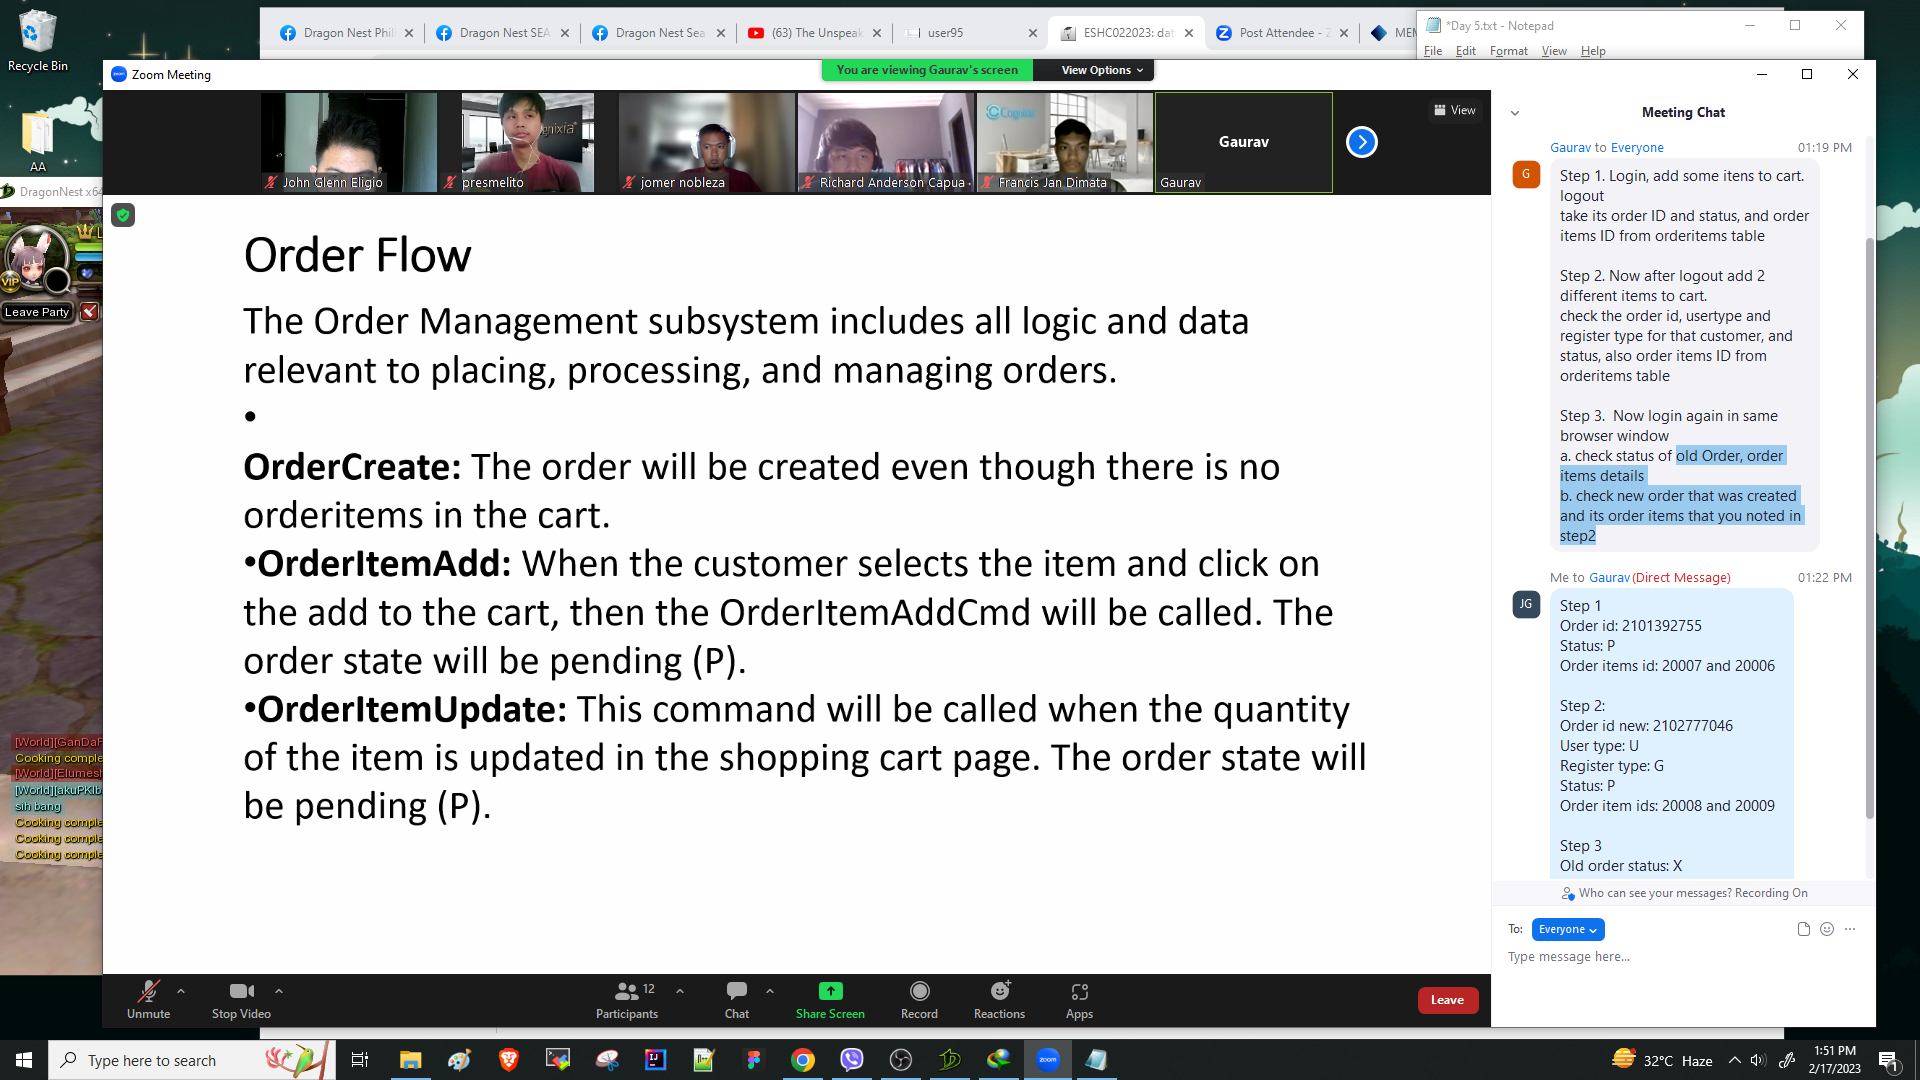 Recycle Bin
AA
DragonNest x64
VIP
Leave Party
[World][GanDaF
Cooking comple
[World][Elumesh
[World][akuPKIb
sih bang
Cooking comple
Cooking comple
Cooking comple
Dragon Nest Phil
Dragon Nest SEA
Dragon Nest Sea
(63) The Unspeak
user95
ESHC022023: dat
Post Attendee - Z
MEM
*Day 5.txt - Notepad
File Edit Format View Help
Zoom Meeting
You are viewing Gaurav's screen
View Options
John Glenn Eligio
presmelito
jomer nobleza
Richard Anderson Capua
Francis Jan Dimata
Gaurav
Gaurav
View
Order Flow
The Order Management subsystem includes all logic and data
relevant to placing, processing, and managing orders.
•
OrderCreate: The order will be created even though there is no
orderitems in the cart.
•OrderItemAdd: When the customer selects the item and click on
the add to the cart, then the OrderItemAddCmd will be called. The
order state will be pending (P).
•OrderItemUpdate: This command will be called when the quantity
of the item is updated in the shopping cart page. The order state will
be pending (P).
Meeting Chat
Gaurav to Everyone 01:19 PM
G
Step 1. Login, add some itens to cart.
logout
take its order ID and status, and order
items ID from orderitems table
Step 2. Now after logout add 2
different items to cart.
check the order id, usertype and
register type for that customer, and
status, also order items ID from
orderitems table
Step 3.  Now login again in same
browser window
a. check status of old Order, order
items details
b. check new order that was created
and its order items that you noted in
step2
Me to Gaurav(Direct Message) 01:22 PM
JG
Step 1
Order id: 2101392755
Status: P
Order items id: 20007 and 20006
Step 2:
Order id new: 2102777046
User type: U
Register type: G
Status: P
Order item ids: 20008 and 20009
Step 3
Old order status: X
Who can see your messages? Recording On
To: Everyone
Type message here...
Unmute
Stop Video
12
Participants
Chat
Share Screen
Record
Reactions
Apps
Leave
Type here to search
zoom
32°C Haze
1:51 PM
2/17/2023
1